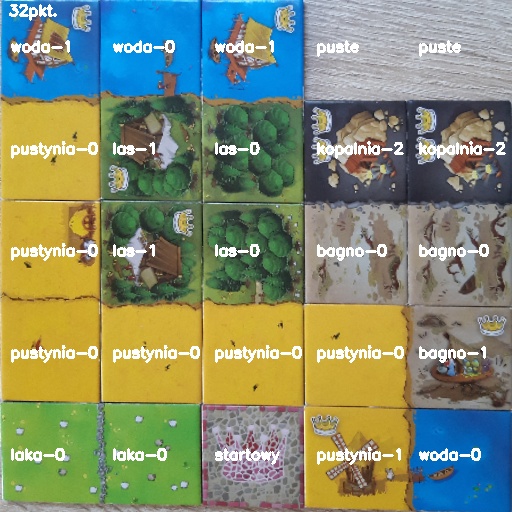 32pkt.
woda-1 woda-0 woda-1 puste puste
pustynia-0 las-1 las-0 kopalnia-2 kopalnia-2
pustynia-0 las-1 las-0 bagno-0 bagno-0
pustynia-0 pustynia-0 pustynia-0 pustynia-0 bagno-1
laka-0 laka-0 startowy pustynia-1 woda-0